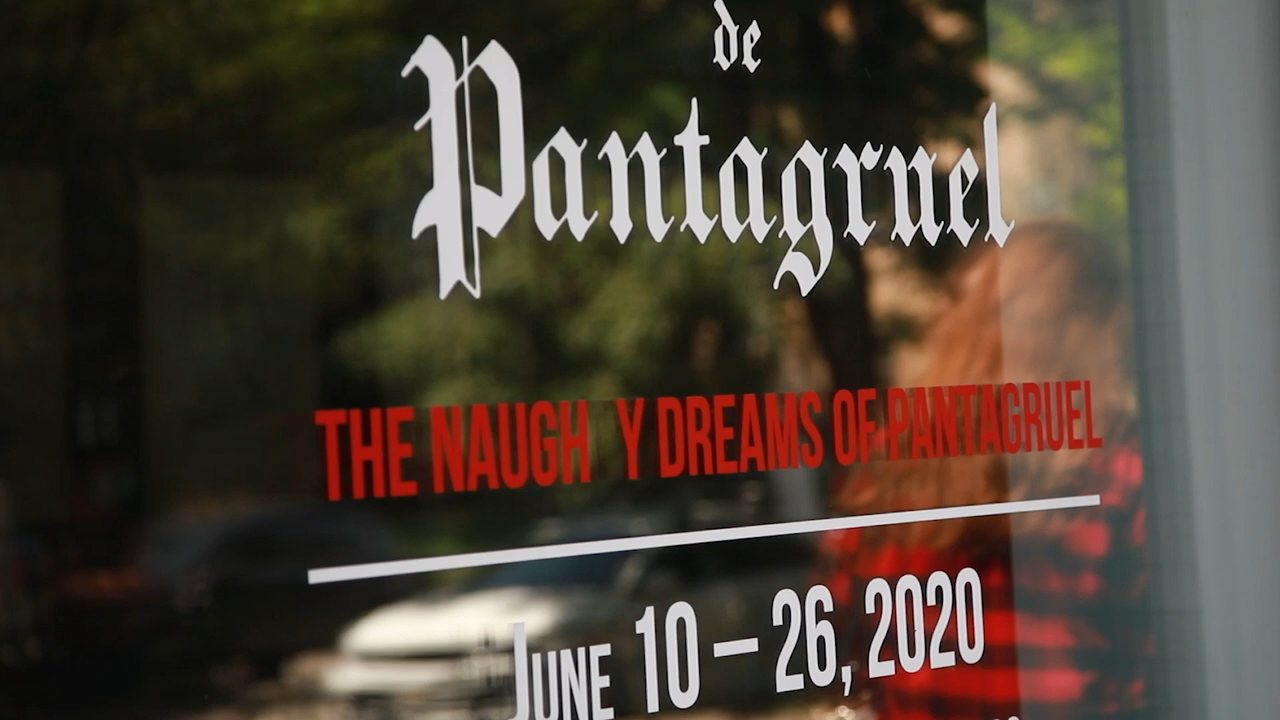 de
Pantagruel
THE NAUGH Y DREAMS OF PANTAGRUEL
JUNE 10 – 26, 2020